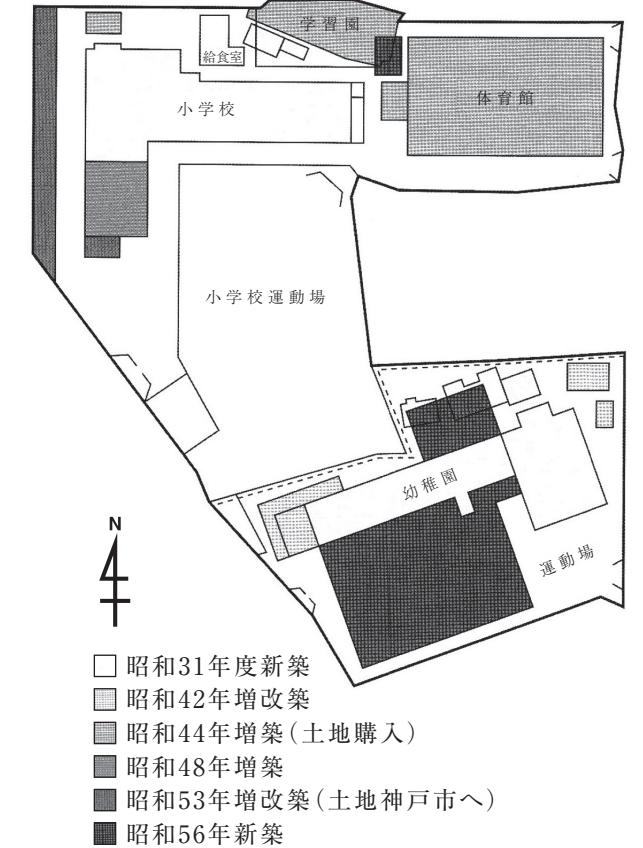 学習園
給食室
小学校
体育館
小学校運動場
幼稚園
運動場
N
昭和31年度新築
昭和42年増改築
昭和44年増築(土地購入)
昭和48年増築
昭和53年増改築(土地神戸市へ)
昭和56年新築